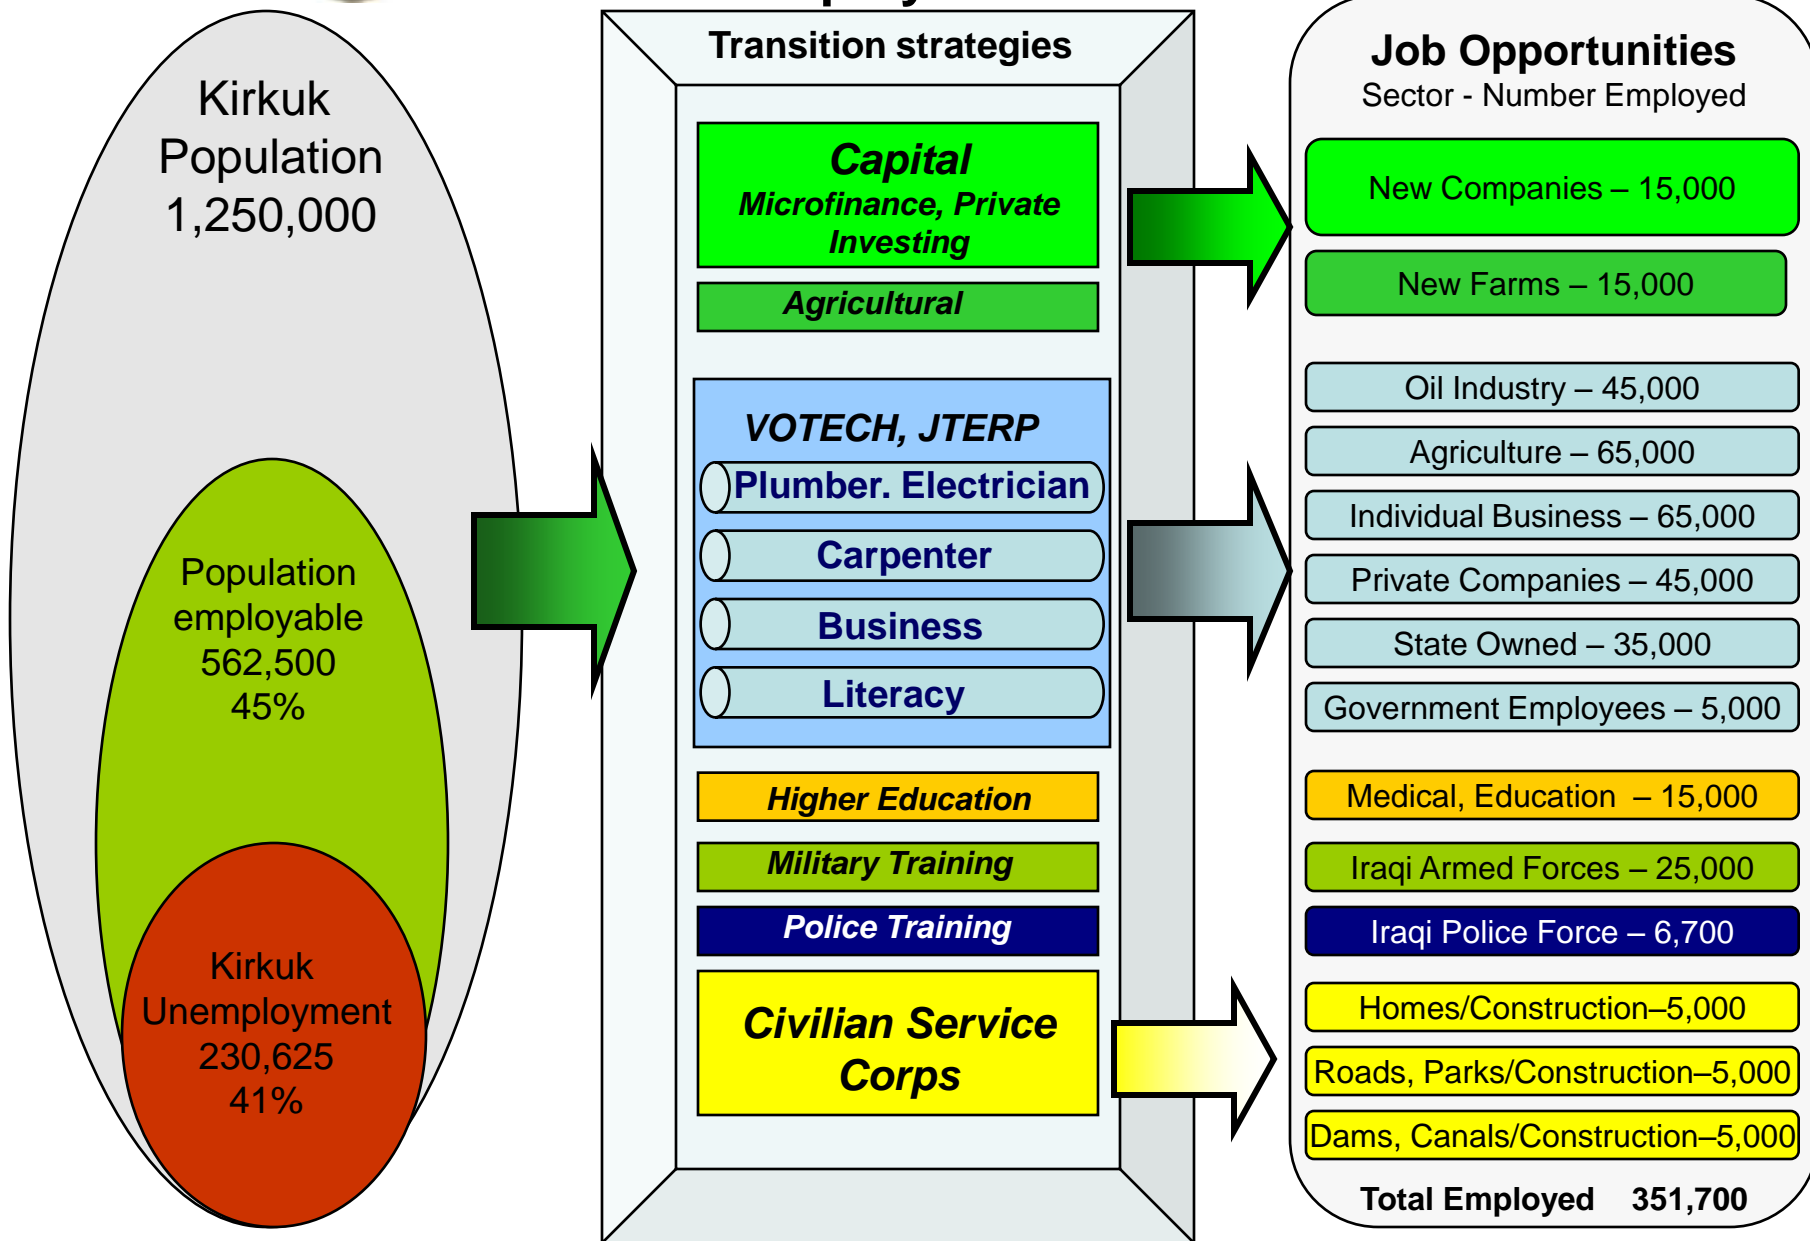 Kirkuk
Population
1,250,000
Population
employable
562,500
45%
Kirkuk
Unemployment
230,625
41%
Transition strategies
Capital
Microfinance, Private
Investing
Agricultural
VOTECH, JTERP
Plumber. Electrician
Carpenter
Business
Literacy
Higher Education
Military Training
Police Training
Civilian Service
Corps
Job Opportunities
Sector - Number Employed
New Companies – 15,000
New Farms – 15,000
Oil Industry – 45,000
Agriculture – 65,000
Individual Business – 65,000
Private Companies – 45,000
State Owned – 35,000
Government Employees – 5,000
Medical, Education – 15,000
Iraqi Armed Forces – 25,000
Iraqi Police Force – 6,700
Homes/Construction–5,000
Roads, Parks/Construction–5,000
Dams, Canals/Construction–5,000
Total Employed 351,700